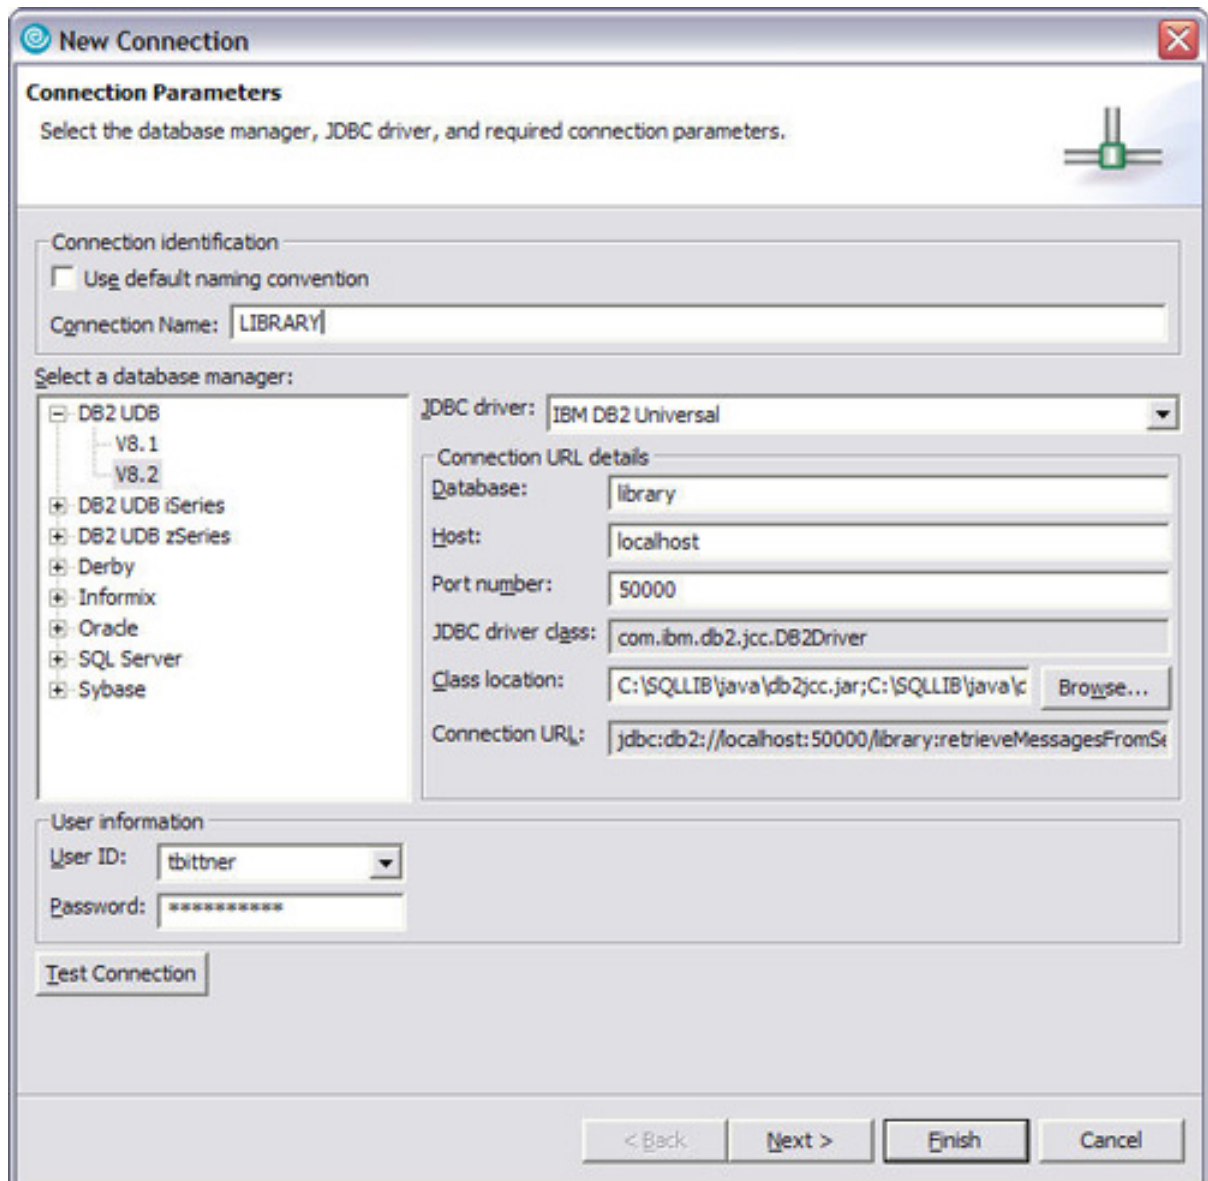 New Connection
Connection Parameters
Select the database manager, JDBC driver, and required connection parameters.
Connection identification
Use default naming convention
Connection Name: LIBRARY
Select a database manager:
DB2 UDB
V8.1
V8.2
DB2 UDB iSeries
DB2 UDB zSeries
Derby
Informix
Oracle
SQL Server
Sybase
JDBC driver: IBM DB2 Universal
Connection URL details
Database: library
Host: localhost
Port number: 50000
JDBC driver class: com.ibm.db2.jcc.DB2Driver
Class location: C:\SQLLIB\java\db2jcc.jar;C:\SQLLIB\java\ Browse...
Connection URL: jdbc:db2://localhost:50000/library:retrieveMessagesFromSe
User information
User ID: tbittner
Password: **********
Test Connection
< Back Next > Finish Cancel